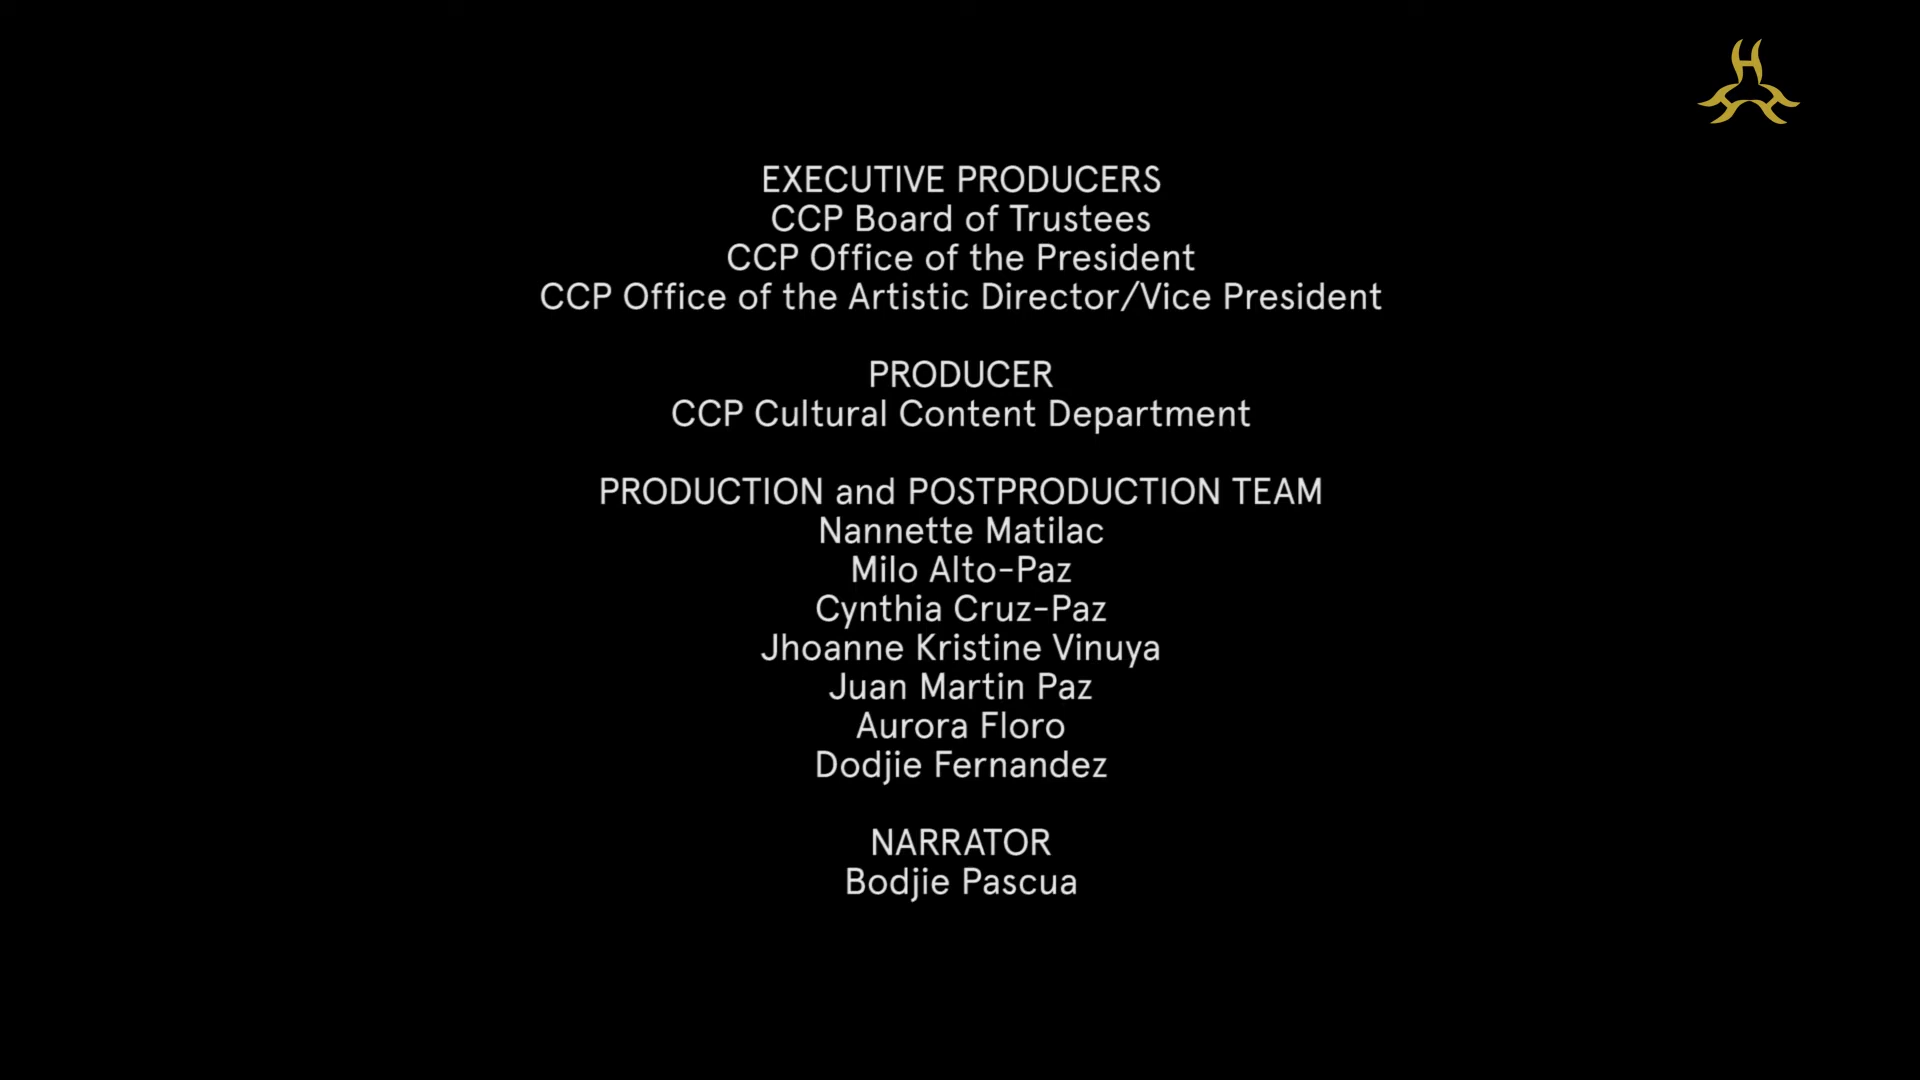 EXECUTIVE PRODUCERS
CCP Board of Trustees
CCP Office of the President
CCP Office of the Artistic Director/Vice President
PRODUCER
CCP Cultural Content Department
PRODUCTION and POSTPRODUCTION TEAM
Nannette Matilac
Milo Alto-Paz
Cynthia Cruz-Paz
Jhoanne Kristine Vinuya
Juan Martin Paz
Aurora Floro
Dodjie Fernandez
NARRATOR
Bodjie Pascua